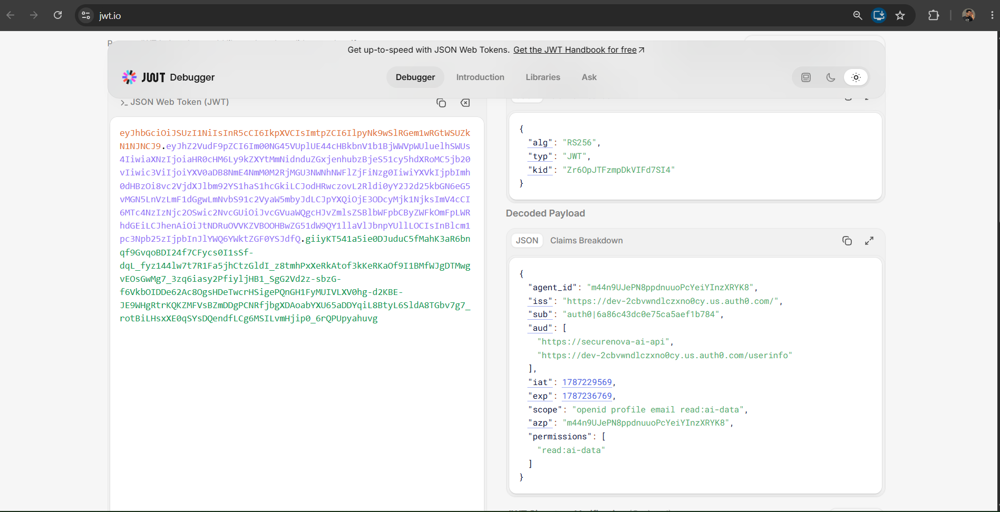 jwt.io
Get up-to-speed with JSON Web Tokens. Get the JWT Handbook for free
JWT Debugger
Debugger
Introduction
Libraries
Ask
JSON Web Token (JWT)
eyJhbGciOiJSUzI1NiIsInR5cCI6IkpXVCIsImtpZCI6IlpyNk9wSlRGem1wRGtWSUZk
N1NJNCJ9.eyJhZ2VudF9pZCI6Im00NG45VUplUE44cHBkbnV1b1BjWWVpWUluelhSWUs
4IiwiaXNzIjoiaHR0cHM6Ly9kZXYtMmNidnduZGxjenhubzBjeS51cy5hdXRoMC5jb20
vIiwic3ViIjoiYXV0aDB8NmE4NmM0M2RjMGU3NWNhNWFlZjFiNzg0IiwiYXVkIjpbImh
0dHBzOi8vc2VjdXJlbm92YS1haS1hcGkiLCJodHRwczovL2Rldi0yY2J2d25kbGN6eG5
vMGN5LnVzLmF1dGgwLmNvbS91c2VyaW5mbyJdLCJpYXQiOjE3ODcyMjk1NjksImV4cCI
6MTc4NzIzNjc2OSwic2NvcGUiOiJvcGVuaWQgcHJvZmlsZSBlbWFpbCByZWFkOmFpLWR
hdGEiLCJhenAiOiJtNDRuOVVKZVBOOHBwZG51dW9QY1llaVlJbnpYUllLOCIsInBlcm1
pc3Npb25zIjpbInJlYWQ6YWktZGF0YSJdfQ.giiyKT541a5ie0DJuduC5fMahK3aR6bn
qf9GvqoBDI24f7CFycs0I1sSf-
dqL_fyz144lw7t7R1Fa5jhCtzGldI_z8tmhPxXeRkAtof3kKeRKaOf9I1BMfWJgDTMwg
vEOsGwMg7_3zq6iasy2PfiyljHB1_SgG2Vd2z-sbzG-
f6VkbOIDDe62Ac8OgsHDeTwcrHSigePQnGH1FyMUIVLXV0hg-d2KBE-
JE9WHgRtrKQKZMFVsBZmDDgPCNRfjbgXDAoabYXU65aDDYqiL8BtyL6SldA8TGbv7g7_
rotBiLHsxXE0qSYsDQendfLCg6MSILvmHjip0_6rQPUpyahuvg
{
"alg": "RS256",
"typ": "JWT",
"kid": "Zr6OpJTFzmpDkVIFd7SI4"
}
Decoded Payload
JSON
Claims Breakdown
{
"agent_id": "m44n9UJePN8ppdnuuoPcYeiYInzXRYK8",
"iss": "https://dev-2cbvwndlczxno0cy.us.auth0.com/",
"sub": "auth0|6a86c43dc0e75ca5aef1b784",
"aud": [
"https://securenova-ai-api",
"https://dev-2cbvwndlczxno0cy.us.auth0.com/userinfo"
],
"iat": 1787229569,
"exp": 1787236769,
"scope": "openid profile email read:ai-data",
"azp": "m44n9UJePN8ppdnuuoPcYeiYInzXRYK8",
"permissions": [
"read:ai-data"
]
}